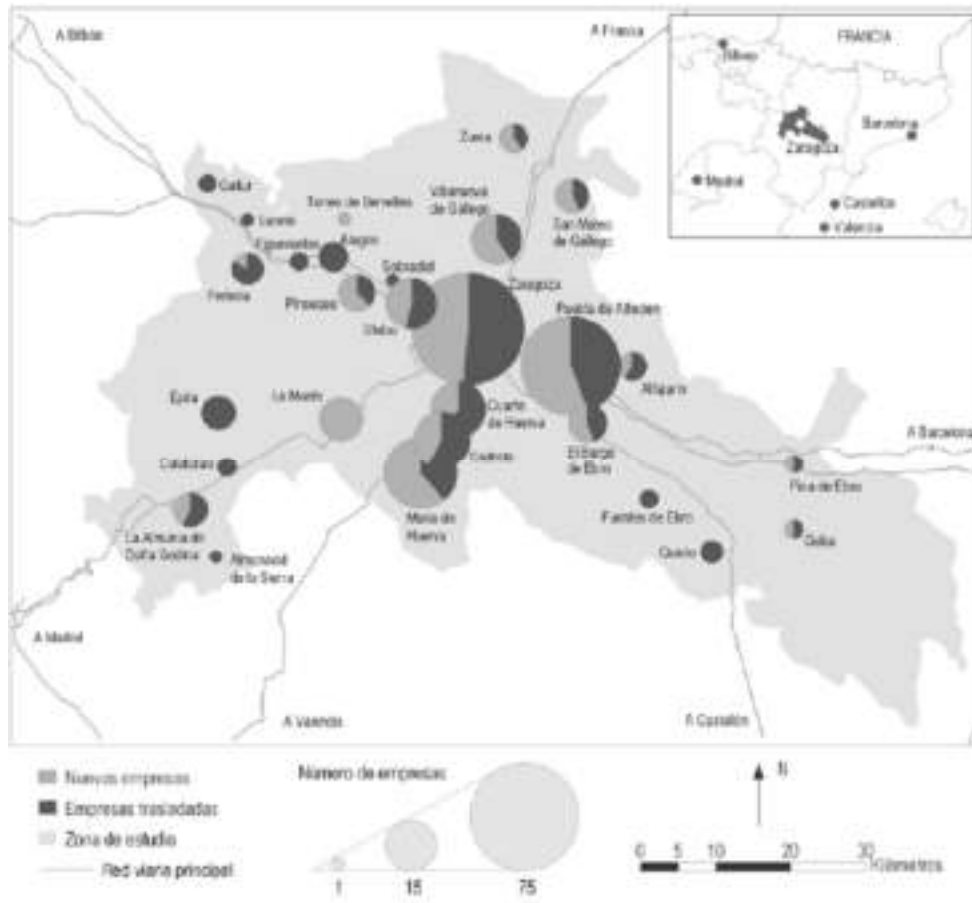 A Bilbao
A Francia
FRANCIA
Bilbao
Barcelona
Zaragoza
Madrid
Castellón
Valencia
Zuera
Gallur
Torres de Berrellén
Villanueva
de Gállego
San Mateo
de Gállego
Luceni
Alagón
Sobradiel
Zaragoza
Pedrola
Pinseque
Utebo
Puebla de Alfindén
Alfajarín
Épila
La Muela
Cuarte
de Huerva
Cadrete
El Burgo
de Ebro
A Barcelona
Calatorao
Pina de Ebro
María de
Huerva
Fuentes de Ebro
La Almunia de
Doña Godina
Gelsa
Quinto
Almonacid
de la Sierra
A Madrid
A Valencia
A Castellón
Nuevas empresas
Empresas trasladadas
Zona de estudio
Red viaria principal
Número de empresas
1
15
75
N
0 5 10 20 30
Kilómetros